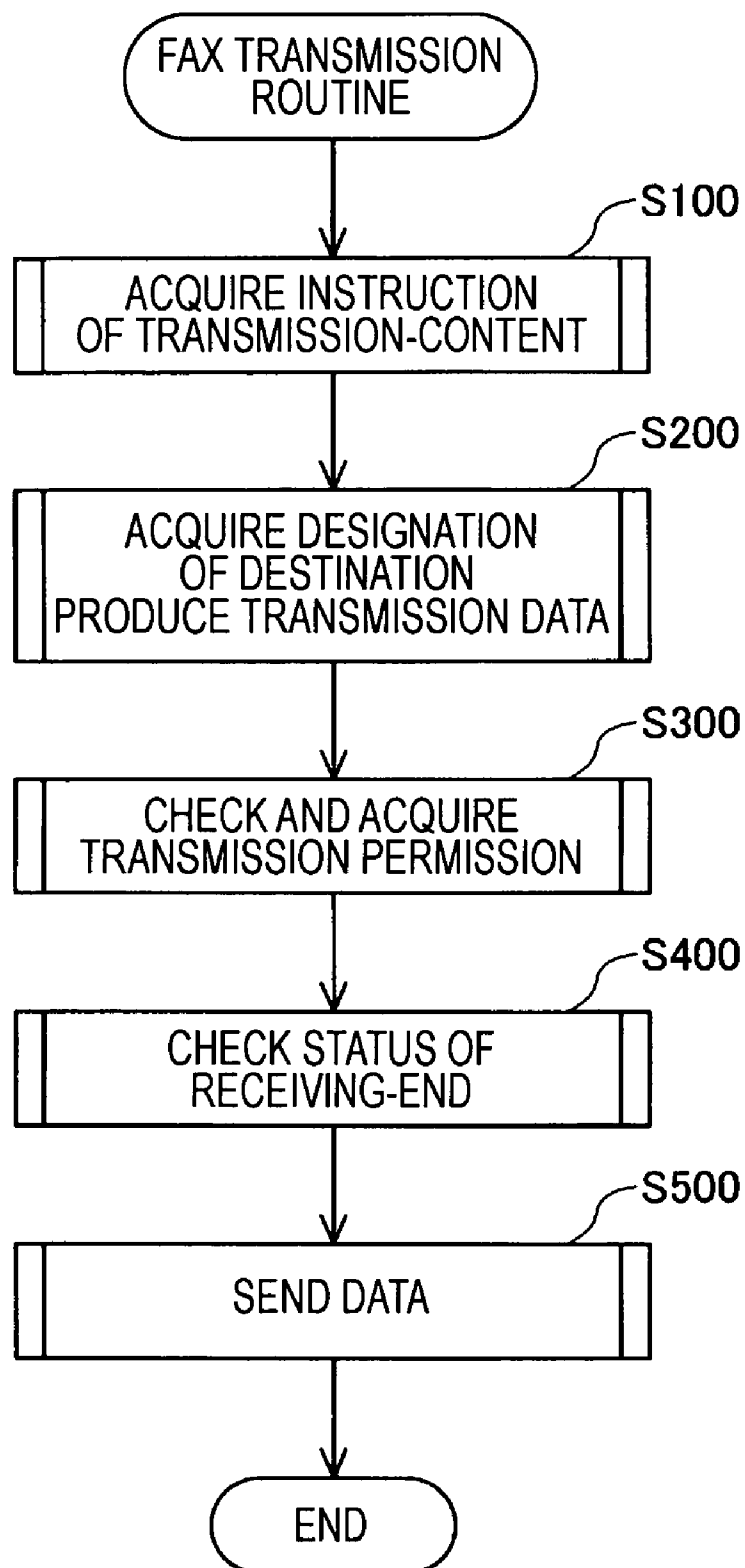 FAX TRANSMISSION
ROUTINE
S100
ACQUIRE INSTRUCTION
OF TRANSMISSION-CONTENT
S200
ACQUIRE DESIGNATION
OF DESTINATION
PRODUCE TRANSMISSION DATA
S300
CHECK AND ACQUIRE
TRANSMISSION PERMISSION
S400
CHECK STATUS OF
RECEIVING-END
S500
SEND DATA
END